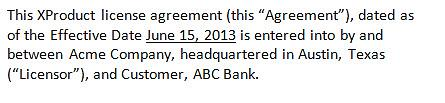 This XProduct license agreement (this “Agreement”), dated as
of the Effective Date June 15, 2013 is entered into by and
between Acme Company, headquartered in Austin, Texas
(“Licensor”), and Customer, ABC Bank.